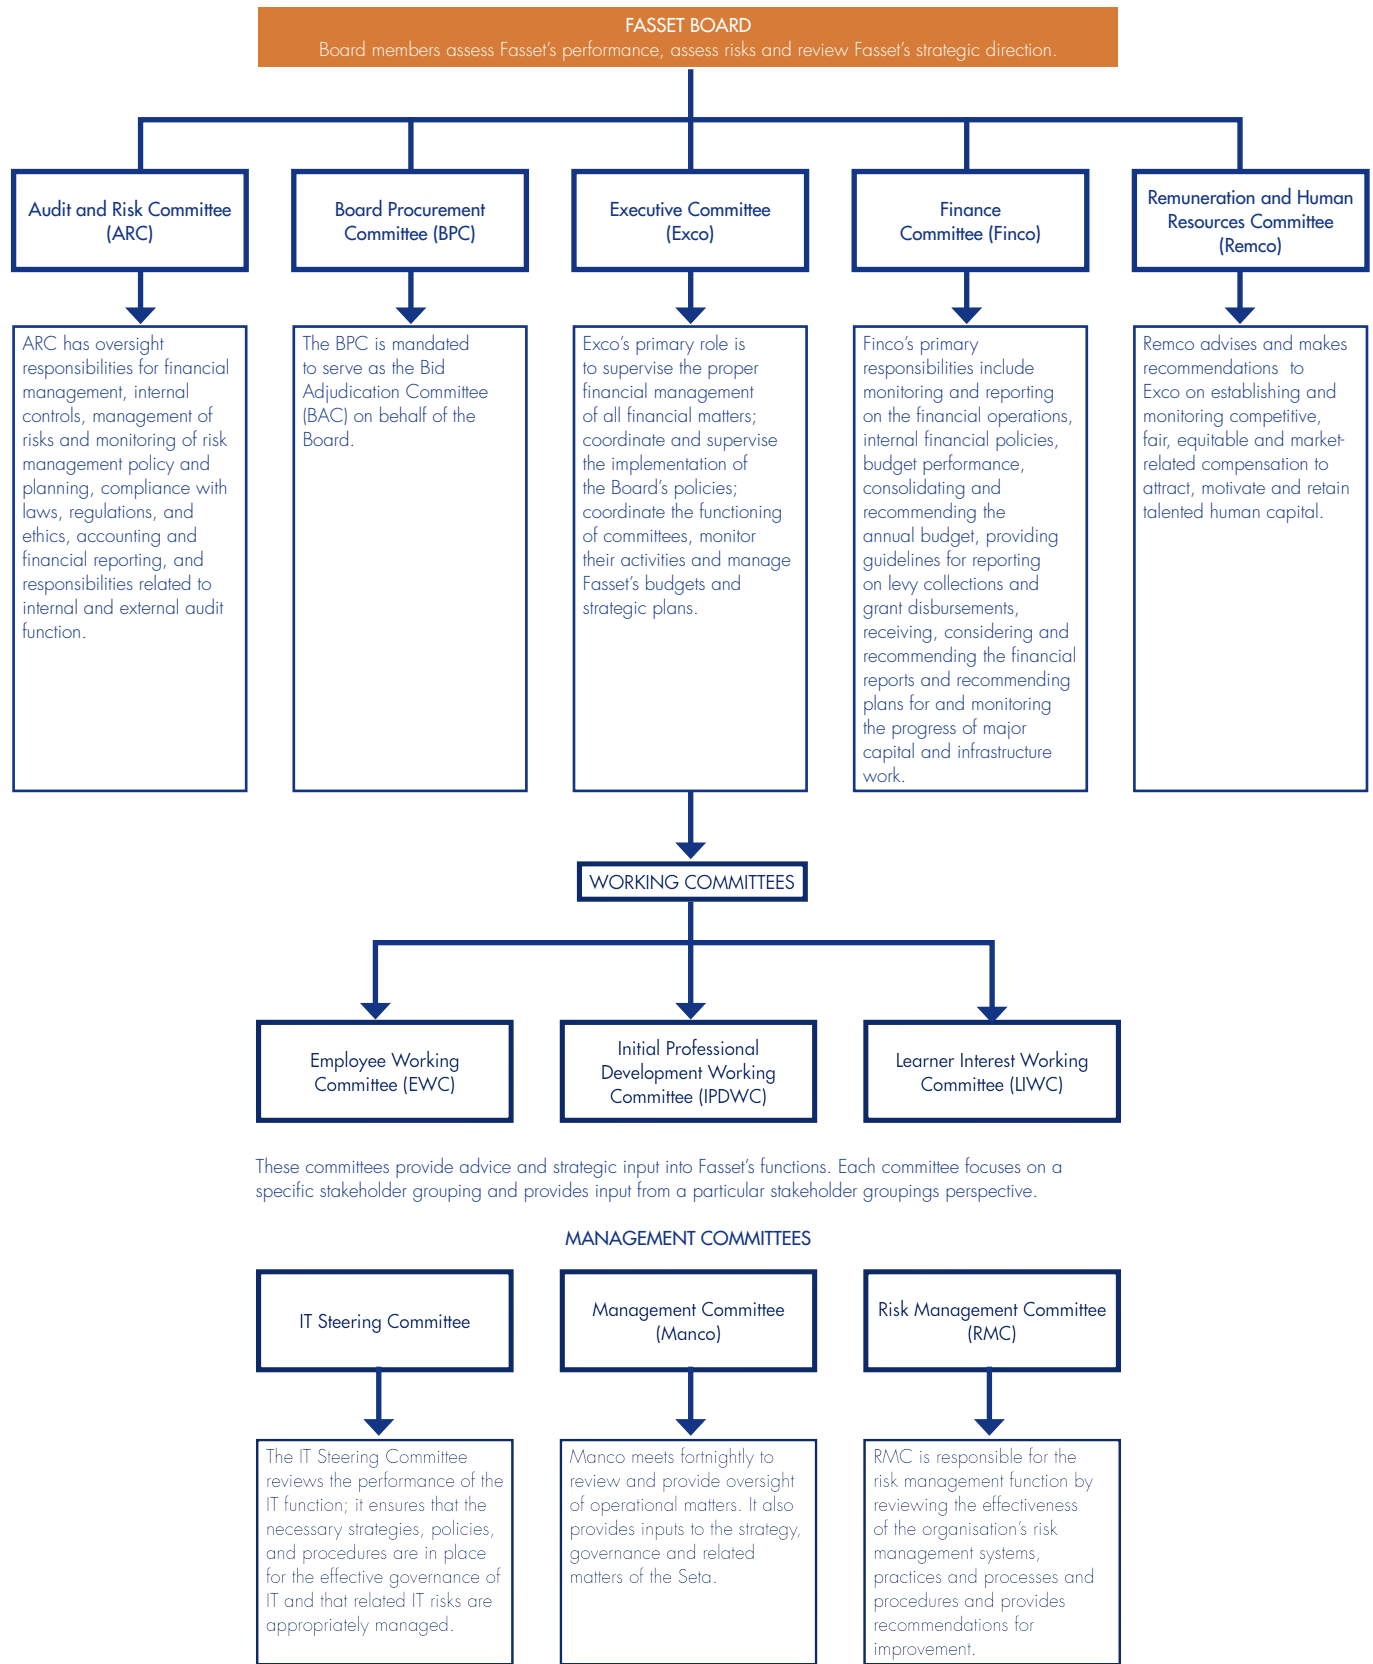 FASSET BOARD
Board members assess Fasset's performance, assess risks and review Fasset's strategic direction.
Audit and Risk Committee
(ARC)
Board Procurement
Committee (BPC)
Executive Committee
(Exco)
Finance
Committee (Finco)
Remuneration and Human
Resources Committee
(Remco)
ARC has oversight
responsibilities for financial
management, internal
controls, management of
risks and monitoring of risk
management policy and
planning, compliance with
laws, regulations, and
ethics, accounting and
financial reporting, and
responsibilities related to
internal and external audit
function.
The BPC is mandated
to serve as the Bid
Adjudication Committee
(BAC) on behalf of the
Board.
Exco's primary role is
to supervise the proper
financial management
of all financial matters;
coordinate and supervise
the implementation of
the Board's policies;
coordinate the functioning
of committees, monitor
their activities and manage
Fasset's budgets and
strategic plans.
Finco's primary
responsibilities include
monitoring and reporting
on the financial operations,
internal financial policies,
budget performance,
consolidating and
recommending the
annual budget, providing
guidelines for reporting
on levy collections and
grant disbursements,
receiving, considering and
recommending the financial
reports and recommending
plans for and monitoring
the progress of major
capital and infrastructure
work.
Remco advises and makes
recommendations to
Exco on establishing and
monitoring competitive,
fair, equitable and market-
related compensation to
attract, motivate and retain
talented human capital.
WORKING COMMITTEES
Employee Working
Committee (EWC)
Initial Professional
Development Working
Committee (IPDWC)
Learner Interest Working
Committee (LIWC)
These committees provide advice and strategic input into Fasset's functions. Each committee focuses on a
specific stakeholder grouping and provides input from a particular stakeholder groupings perspective.
MANAGEMENT COMMITTEES
IT Steering Committee
Management Committee
(Manco)
Risk Management Committee
(RMC)
The IT Steering Committee
reviews the performance of the
IT function; it ensures that the
necessary strategies, policies,
and procedures are in place
for the effective governance of
IT and that related IT risks are
appropriately managed.
Manco meets fortnightly to
review and provide oversight
of operational matters. It also
provides inputs to the strategy,
governance and related
matters of the Seta.
RMC is responsible for the
risk management function by
reviewing the effectiveness
of the organisation's risk
management systems,
practices and processes and
procedures and provides
recommendations for
improvement.